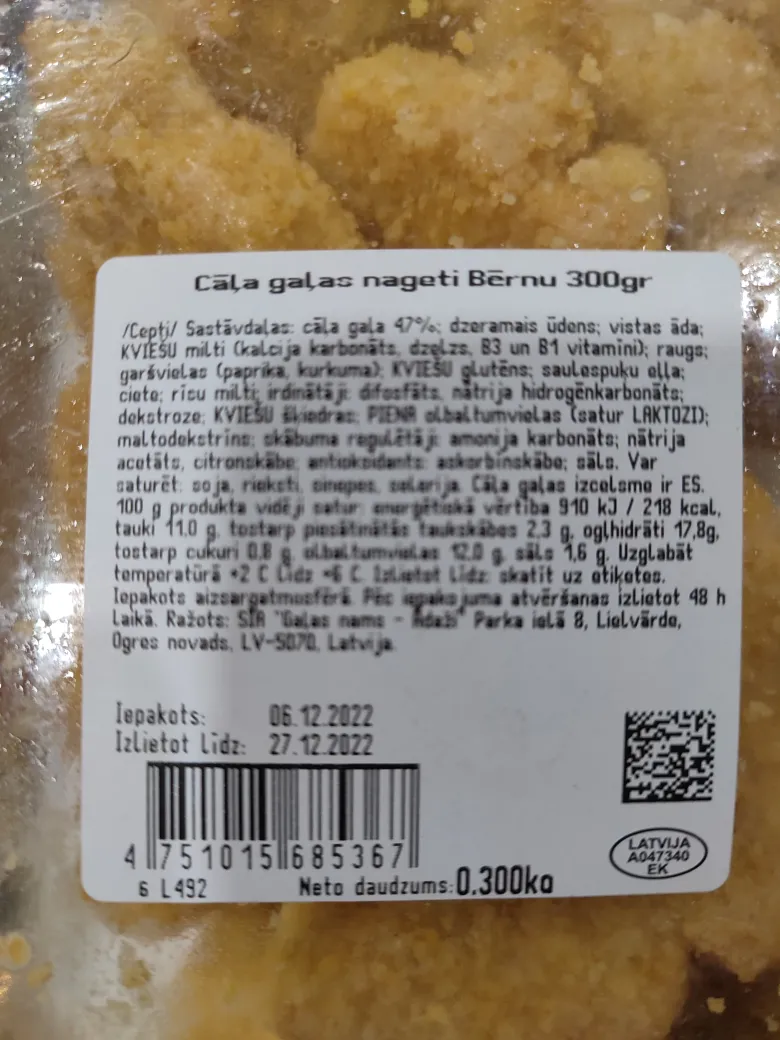 Cāļa gaļas nageti Bērnu 300gr
/Cepti/ Sastāvdaļas: cāļa gaļa 47%; dzeramais ūdens; vistas āda;
KVIEŠU milti (kalcija karbonāts, dzelzs, B3 un B1 vitamīni); raugs;
garšvielas (paprika, kurkuma); KVIEŠU glutēns; saulespuķu eļļa;
ciete; rīsu milti; irdinātāji: difosfāts, nātrija hidrogēnkarbonāts;
dekstroze; KVIEŠU šķiedras; PIENA olbaltumvielas (satur LAKTOZI);
maltodekstrīns; skābuma regulētāji: amonija karbonāts; nātrija
acetāts, citronskābe; antioksidants: askorbīnskābe; sāls. Var
saturēt: soja, rieksti, sinepes, selerija. Cāļa gaļas izcelsme ir ES.
100 g produkta vidēji satur: enerģētiskā vērtība 910 kJ / 218 kcal,
tauki 11.0 g, tostarp piesātinātās taukskābes 2.3 g, ogļhidrāti 17,8g,
tostarp cukuri 0.8 g, olbaltumvielas 12.0 g, sāls 1,6 g. Uzglabāt
temperatūrā +2 C līdz +6 C. Izlietot līdz: skatīt uz etiķetes.
Iepakots aizsargatmosfērā. Pēc iepakojuma atvēršanas izlietot 48 h
laikā. Ražots: SIA "Gaļas nams - Ādaži" Parka ielā 8, Lielvārde,
Ogres novads, LV-5070, Latvija.
Iepakots: 06.12.2022
Izlietot līdz: 27.12.2022
4 751015 685367
6 L492
Neto daudzums: 0.300kg
LATVIJA
A047340
EK